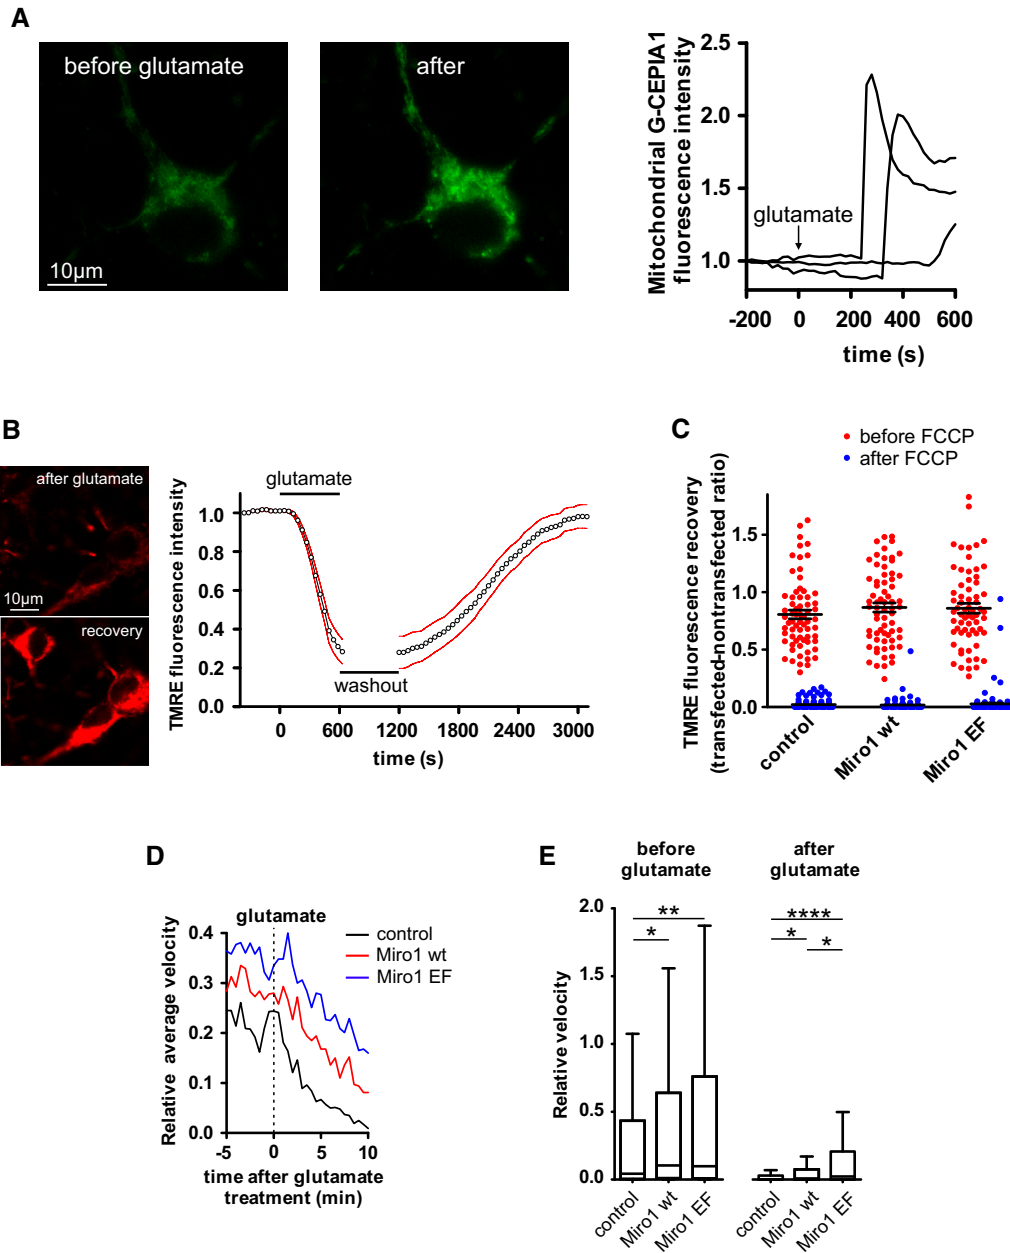 A
before glutamate
after
10μm
Mitochondrial G-CEPIA1
fluorescence intensity
2.5
2.0
1.5
1.0
glutamate
-200 0 200 400 600
time (s)
B
after glutamate
10μm
recovery
TMRE fluorescence intensity
1.0
0.8
0.6
0.4
0.2
0.0
glutamate
washout
0 600 1200 1800 2400 3000
time (s)
C
before FCCP
after FCCP
TMRE fluorescence recovery
(transfected-nontransfected ratio)
1.5
1.0
0.5
0.0
control
Miro1 wt
Miro1 EF
D
glutamate
Relative average velocity
0.4
0.3
0.2
0.1
0.0
control
Miro1 wt
Miro1 EF
-5 0 5 10
time after glutamate
treatment (min)
E
before
glutamate
after
glutamate
Relative velocity
2.0
1.5
1.0
0.5
0.0
**
*
****
*
*
control
Miro1 wt
Miro1 EF
control
Miro1 wt
Miro1 EF